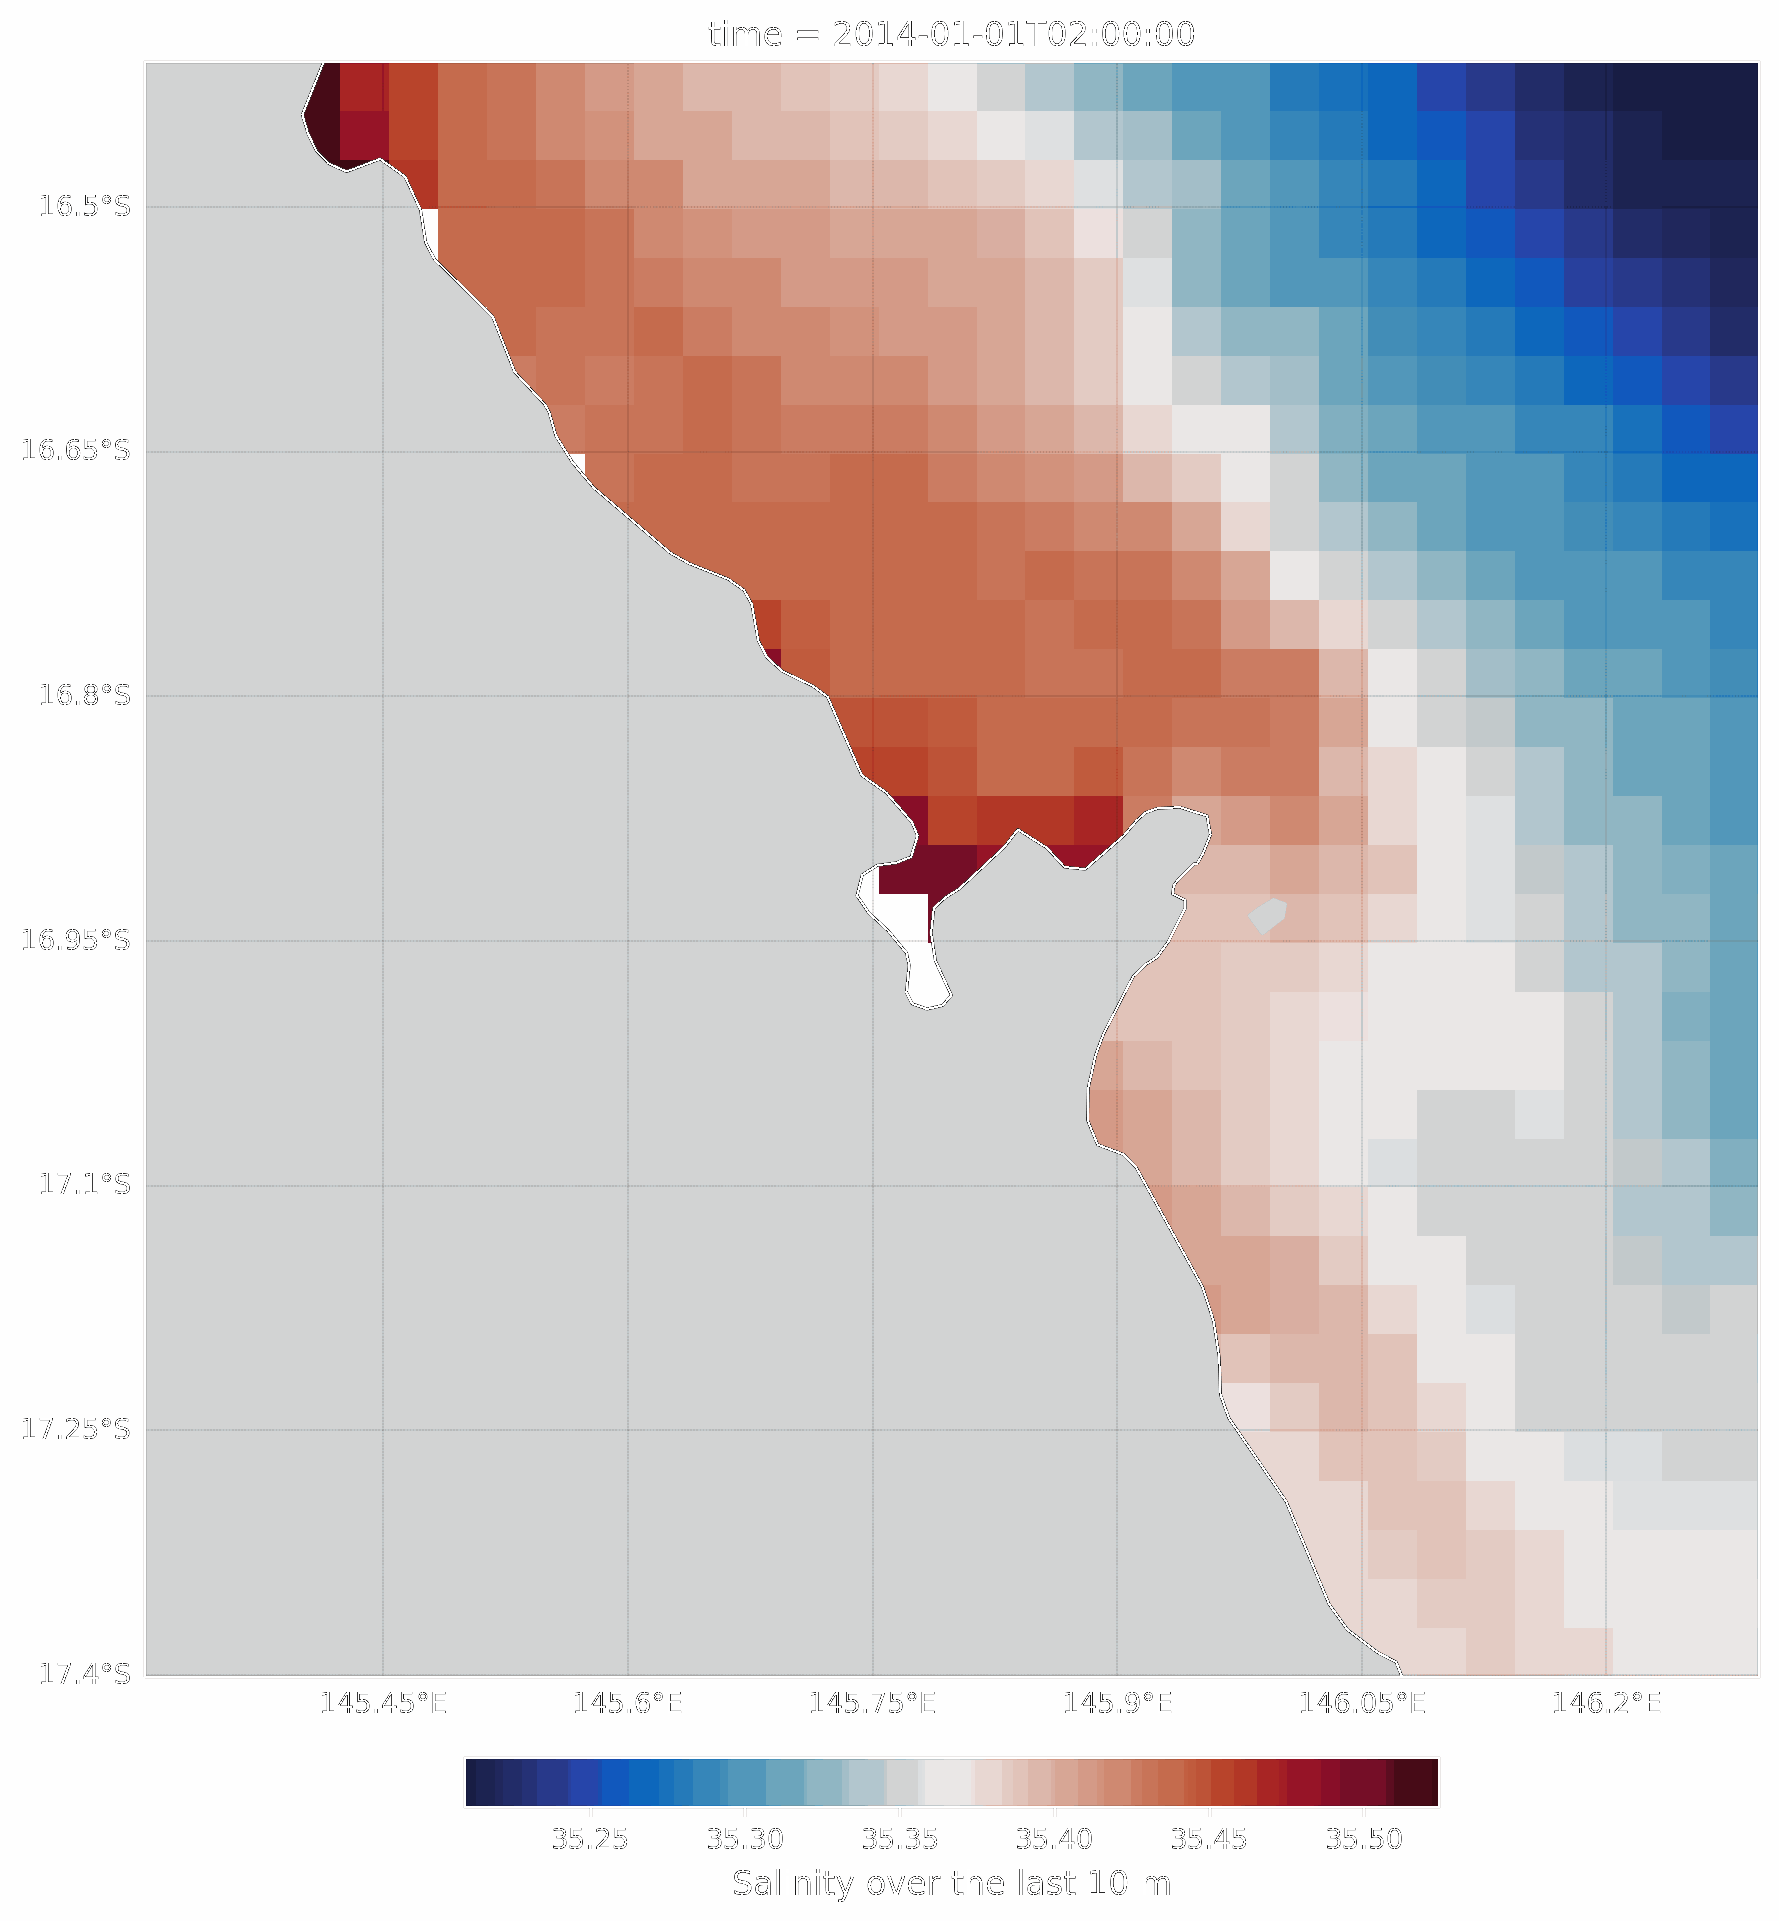 time = 2014-01-01T02:00:00
16.5°S
16.65°S
16.8°S
16.95°S
17.1°S
17.25°S
17.4°S
145.45°E 145.6°E 145.75°E 145.9°E 146.05°E 146.2°E
35.25 35.30 35.35 35.40 35.45 35.50
Salinity over the last 10 m